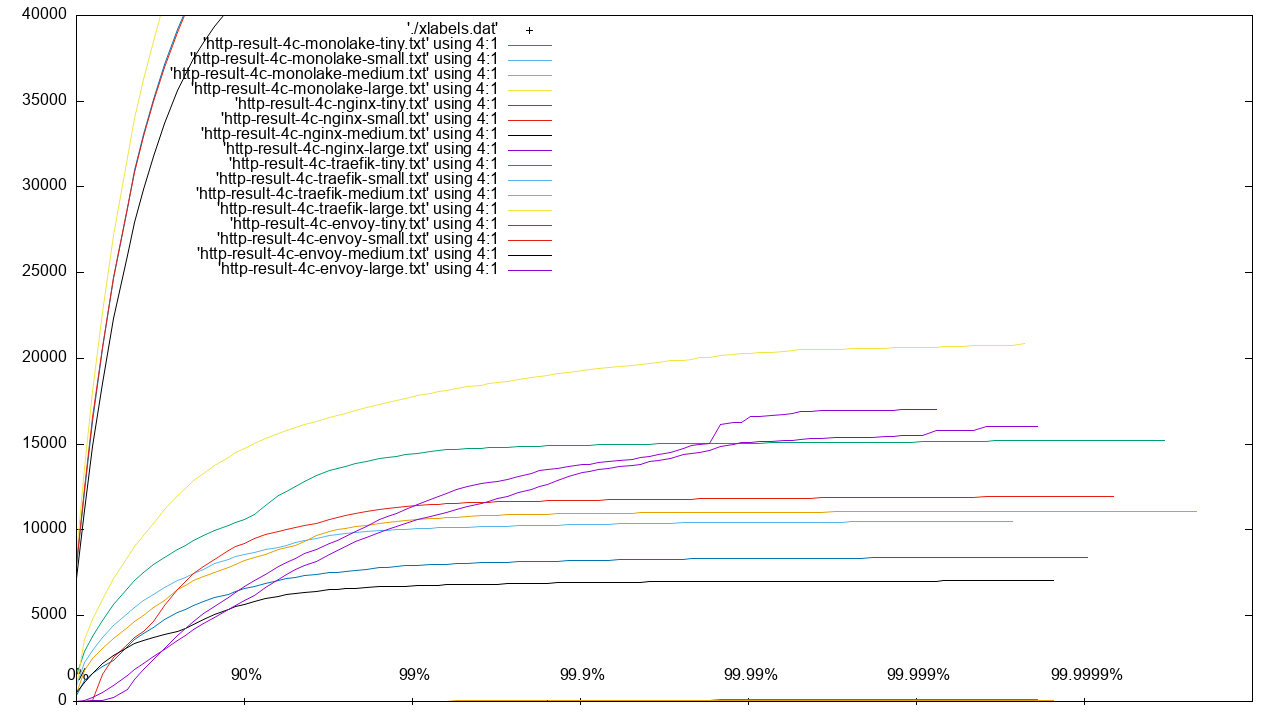 40000
'./xlabels.dat'
'http-result-4c-monolake-tiny.txt' using 4:1
'http-result-4c-monolake-small.txt' using 4:1
'http-result-4c-monolake-medium.txt' using 4:1
'http-result-4c-monolake-large.txt' using 4:1
35000
'http-result-4c-nginx-tiny.txt' using 4:1
'http-result-4c-nginx-small.txt' using 4:1
'http-result-4c-nginx-medium.txt' using 4:1
'http-result-4c-nginx-large.txt' using 4:1
'http-result-4c-traefik-tiny.txt' using 4:1
'http-result-4c-traefik-small.txt' using 4:1
30000
'http-result-4c-traefik-medium.txt' using 4:1
'http-result-4c-traefik-large.txt' using 4:1
'http-result-4c-envoy-tiny.txt' using 4:1
'http-result-4c-envoy-small.txt' using 4:1
'http-result-4c-envoy-medium.txt' using 4:1
'http-result-4c-envoy-large.txt' using 4:1
25000
20000
15000
10000
5000
0% 90% 99% 99.9% 99.99% 99.999% 99.9999%
0